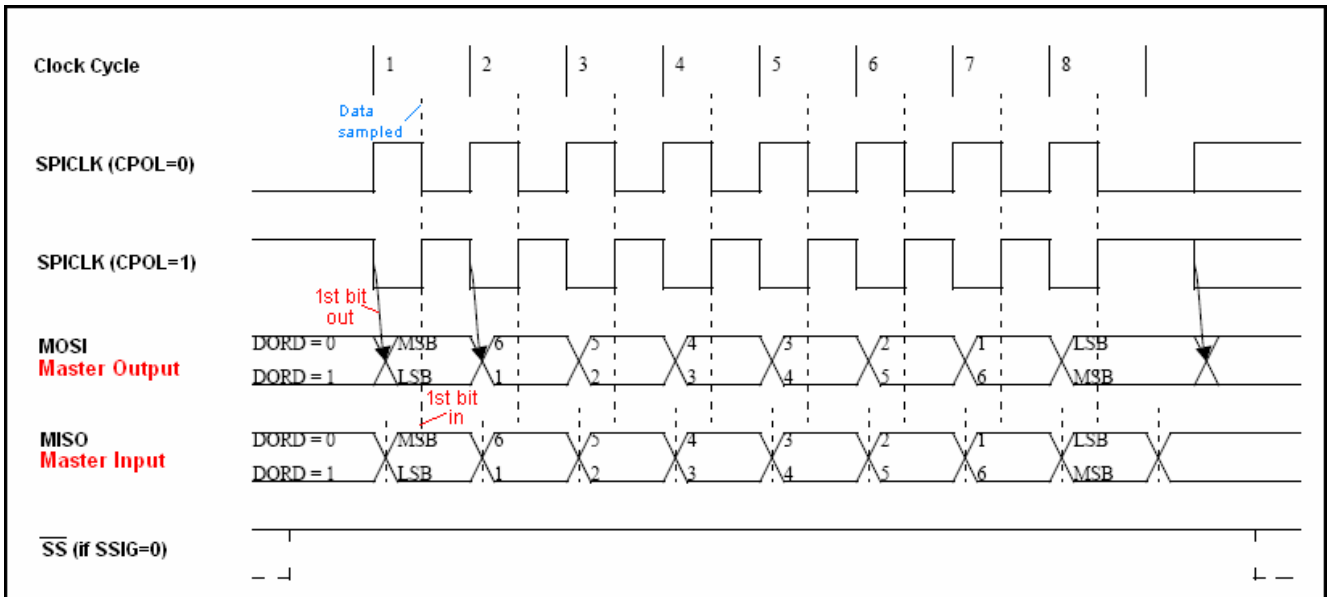 Clock Cycle 1 2 3 4 5 6 7 8
Data
sampled
SPICLK (CPOL=0)
SPICLK (CPOL=1)
1st bit
out
MOSI DORD = 0 MSB 6 5 4 3 2 1 LSB
Master Output DORD = 1 LSB 1 2 3 4 5 6 MSB
1st bit
in
MISO DORD = 0 MSB 6 5 4 3 2 1 LSB
Master Input DORD = 1 LSB 1 2 3 4 5 6 MSB
SS (if SSIG=0)